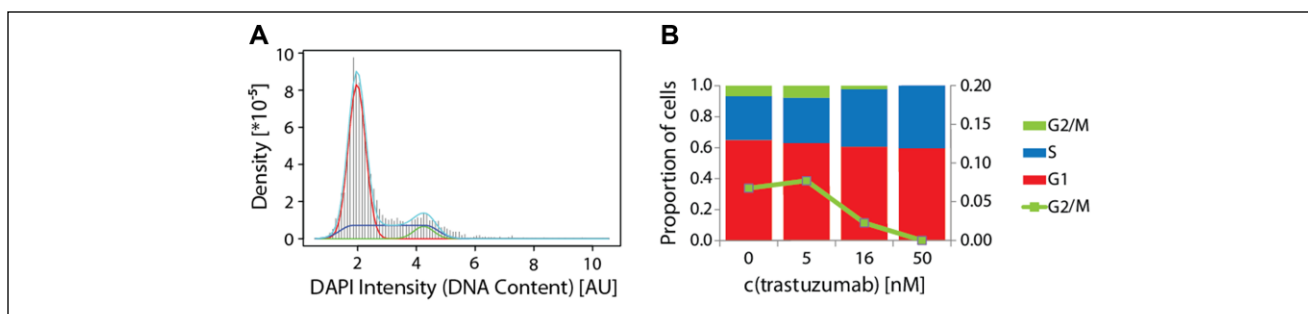 A
10
8
6
4
2
0
Density [*10⁻⁵]
2 4 6 8 10
DAPI Intensity (DNA Content) [AU]
B
1.0
0.8
0.6
0.4
0.2
0.0
Proportion of cells
0.20
0.15
0.10
0.05
0.00
0 5 16 50
c(trastuzumab) [nM]
G2/M
S
G1
G2/M